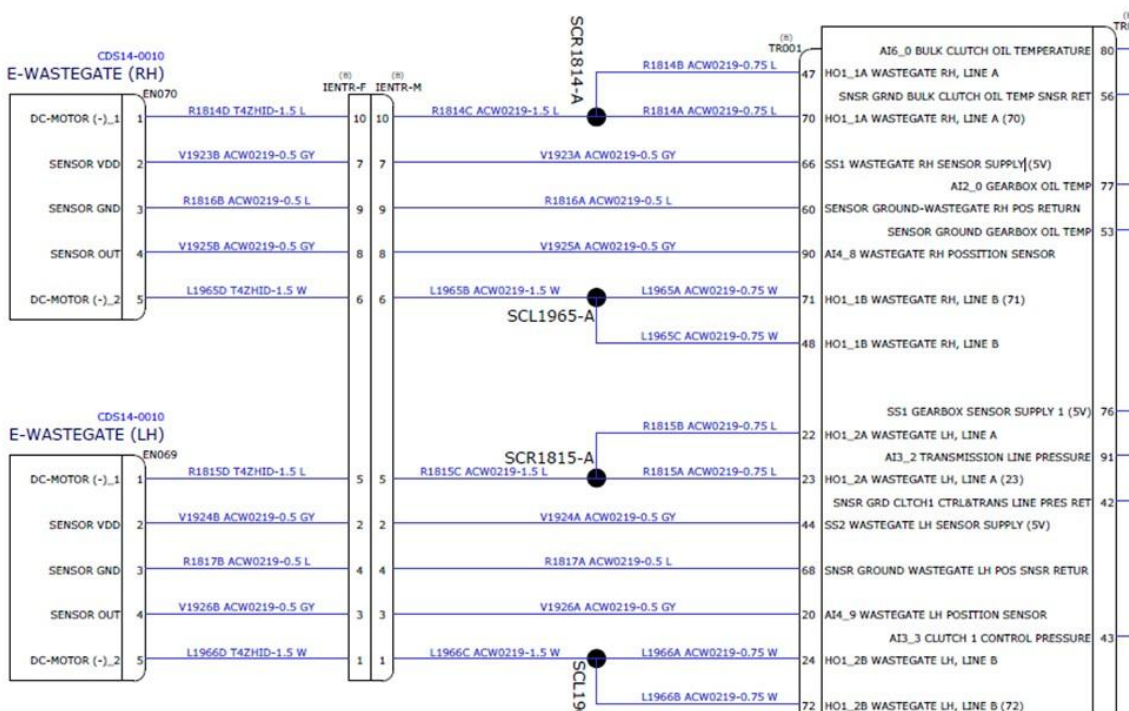 CDS14-0010
E-WASTEGATE (RH)
EN070
(B) (B)
IENTR-F IENTR-M
SCR1814-A
(B)
TR001
DC-MOTOR (-)_1 1 R1814D T4ZHID-1.5 L 10 10 R1814C ACW0219-1.5 L R1814A ACW0219-0.75 L 70 HO1_1A WASTEGATE RH, LINE A (70)
R1814B ACW0219-0.75 L 47 HO1_1A WASTEGATE RH, LINE A
SENSOR VDD 2 V1923B ACW0219-0.5 GY 7 7 V1923A ACW0219-0.5 GY 66 SS1 WASTEGATE RH SENSOR SUPPLY (5V)
SENSOR GND 3 R1816B ACW0219-0.5 L 9 9 R1816A ACW0219-0.5 L 60 SENSOR GROUND-WASTEGATE RH POS RETURN
SENSOR OUT 4 V1925B ACW0219-0.5 GY 8 8 V1925A ACW0219-0.5 GY 90 AI4_8 WASTEGATE RH POSSITION SENSOR
DC-MOTOR (-)_2 5 L1965D T4ZHID-1.5 W 6 6 L1965B ACW0219-1.5 W L1965A ACW0219-0.75 W 71 HO1_1B WASTEGATE RH, LINE B (71)
SCL1965-A
L1965C ACW0219-0.75 W 48 HO1_1B WASTEGATE RH, LINE B
CDS14-0010
E-WASTEGATE (LH)
EN069
R1815B ACW0219-0.75 L 22 HO1_2A WASTEGATE LH, LINE A
SCR1815-A
DC-MOTOR (-)_1 1 R1815D T4ZHID-1.5 L 5 5 R1815C ACW0219-1.5 L R1815A ACW0219-0.75 L 23 HO1_2A WASTEGATE LH, LINE A (23)
SENSOR VDD 2 V1924B ACW0219-0.5 GY 2 2 V1924A ACW0219-0.5 GY 44 SS2 WASTEGATE LH SENSOR SUPPLY (5V)
SENSOR GND 3 R1817B ACW0219-0.5 L 4 4 R1817A ACW0219-0.5 L 68 SNSR GROUND WASTEGATE LH POS SNSR RETUR
SENSOR OUT 4 V1926B ACW0219-0.5 GY 3 3 V1926A ACW0219-0.5 GY 20 AI4_9 WASTEGATE LH POSITION SENSOR
DC-MOTOR (-)_2 5 L1966D T4ZHID-1.5 W 1 1 L1966C ACW0219-1.5 W L1966A ACW0219-0.75 W 24 HO1_2B WASTEGATE LH, LINE B
L1966B ACW0219-0.75 W 72 HO1_2B WASTEGATE LH, LINE B (72)
AI6_0 BULK CLUTCH OIL TEMPERATURE 80
SNSR GRND BULK CLUTCH OIL TEMP SNSR RET 56
AI2_0 GEARBOX OIL TEMP 77
SENSOR GROUND GEARBOX OIL TEMP 53
SS1 GEARBOX SENSOR SUPPLY 1 (5V) 76
AI3_2 TRANSMISSION LINE PRESSURE 91
SNSR GRD CLTCH1 CTRL&TRANS LINE PRES RET 42
AI3_3 CLUTCH 1 CONTROL PRESSURE 43